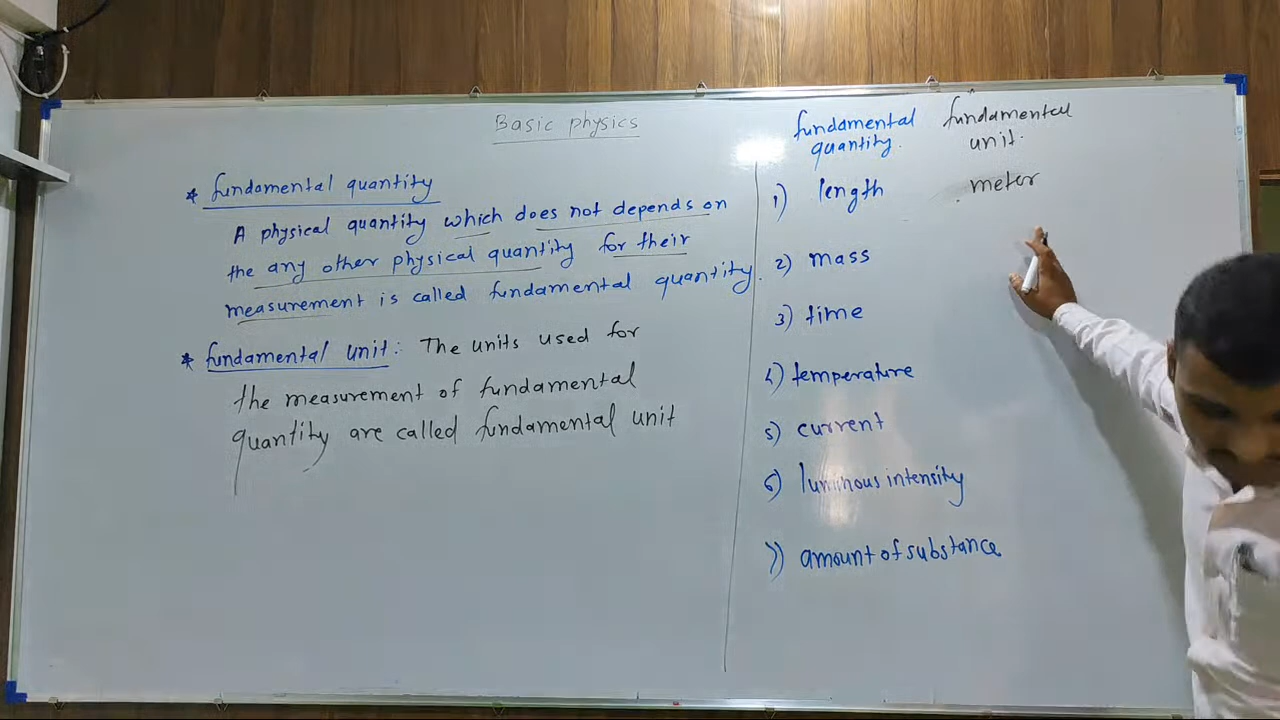 Basic physics
* fundamental quantity
A physical quantity which does not depends on
the any other physical quantity for their
measurement is called fundamental quantity.
* fundamental unit: The units used for
the measurement of fundamental
quantity are called fundamental unit
fundamental quantity. fundamental unit.
1) length meter
2) mass
3) time
4) temperature
5) current
6) luminous intensity
7) amount of substance